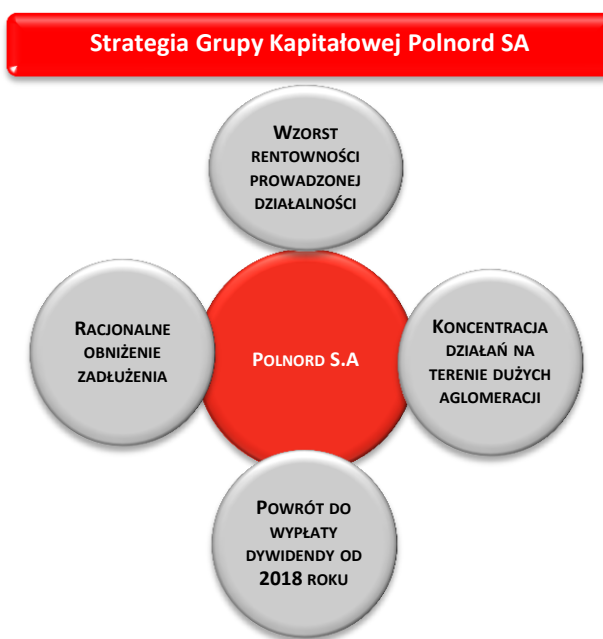 Strategia Grupy Kapitałowej Polnord SA
WZORST
RENTOWNOŚCI
PROWADZONEJ
DZIAŁALNOŚCI
RACJONALNE
OBNIŻENIE
ZADŁUŻENIA
POLNORD S.A
KONCENTRACJA
DZIAŁAŃ NA
TERENIE DUŻYCH
AGLOMERACJI
POWRÓT DO
WYPŁATY
DYWIDENDY OD
2018 ROKU